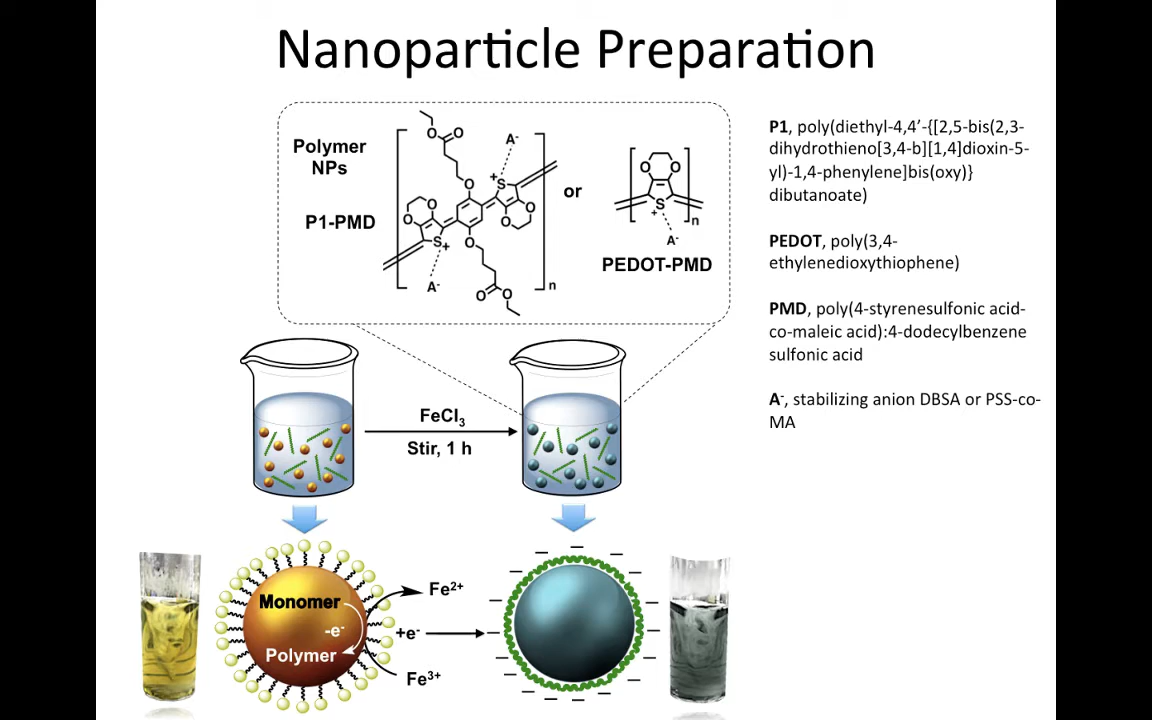 Nanoparticle Preparation
Polymer
NPs
P1-PMD
O
O
A-
O
S
+
O
O
O
O
S
+
O
A-
O
O
n
or
O
O
S
+
n
A-
PEDOT-PMD
P1, poly(diethyl-4,4’-{[2,5-bis(2,3-
dihydrothieno[3,4-b][1,4]dioxin-5-
yl)-1,4-phenylene]bis(oxy)}
dibutanoate)
PEDOT, poly(3,4-
ethylenedioxythiophene)
PMD, poly(4-styrenesulfonic acid-
co-maleic acid):4-dodecylbenzene
sulfonic acid
A-, stabilizing anion DBSA or PSS-co-
MA
FeCl3
Stir, 1 h
Monomer
-e-
Polymer
Fe2+
+e-
Fe3+